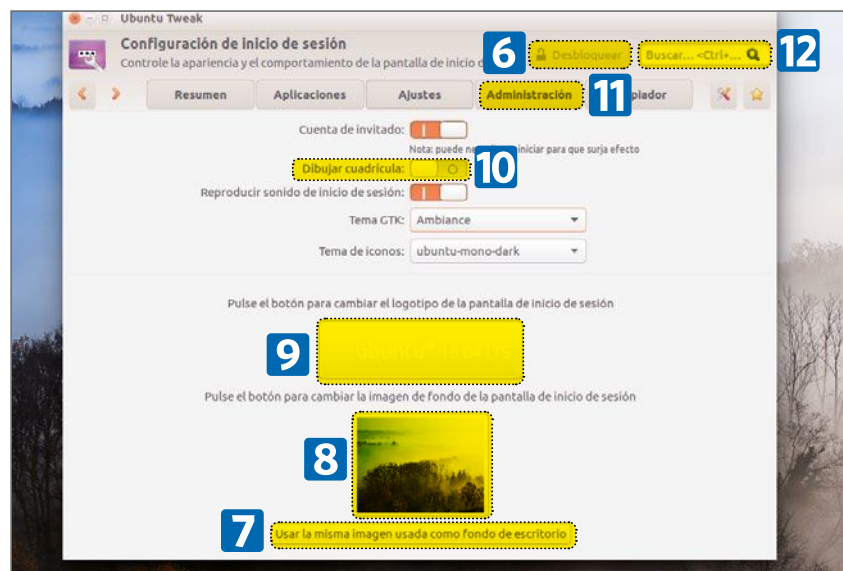 Ubuntu Tweak
Configuración de inicio de sesión
Controle la apariencia y el comportamiento de la pantalla de inicio d
6
Desbloquear
Buscar... <Ctrl+...
12
Resumen
Aplicaciones
Ajustes
Administración
11
piador
Cuenta de invitado:
Nota: puede ne iniciar para que surja efecto
Dibujar cuadrícula:
10
Reproducir sonido de inicio de sesión:
Tema GTK: Ambiance
Tema de iconos: ubuntu-mono-dark
Pulse el botón para cambiar el logotipo de la pantalla de inicio de sesión
9
ubuntu® 16.04 LTS
Pulse el botón para cambiar la imagen de fondo de la pantalla de inicio de sesión
8
7
Usar la misma imagen usada como fondo de escritorio